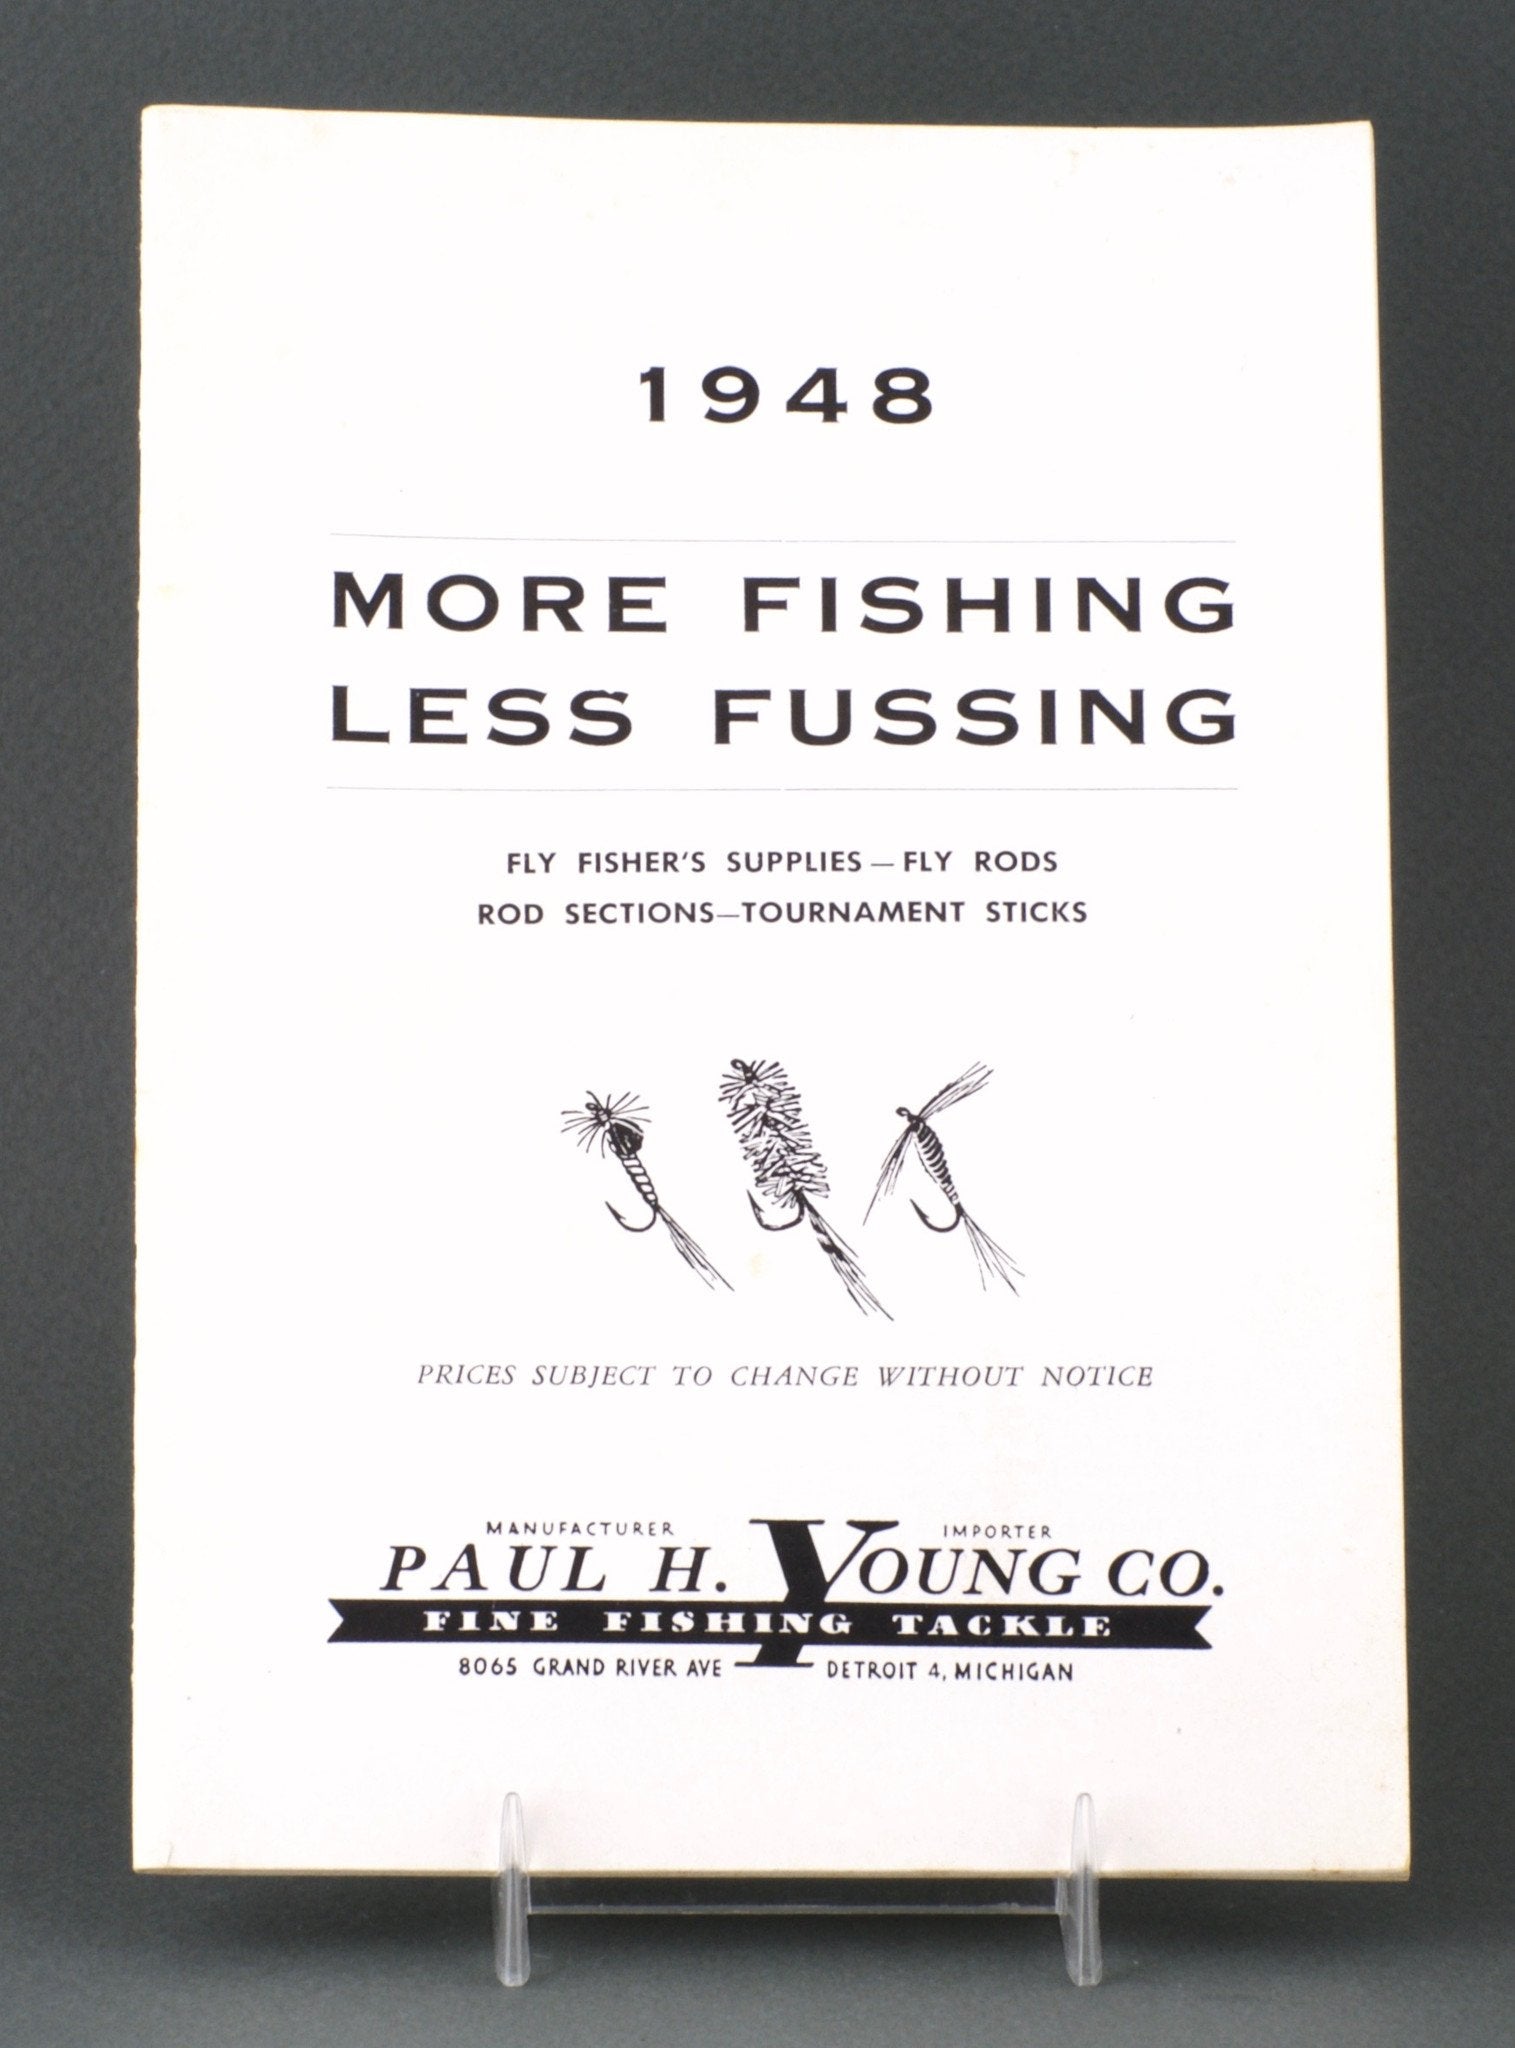 1948
MORE FISHING
LESS FUSSING
FLY FISHER'S SUPPLIES—FLY RODS
ROD SECTIONS—TOURNAMENT STICKS
PRICES SUBJECT TO CHANGE WITHOUT NOTICE
MANUFACTURER IMPORTER
PAUL H. YOUNG CO.
FINE FISHING TACKLE
8065 GRAND RIVER AVE DETROIT 4, MICHIGAN